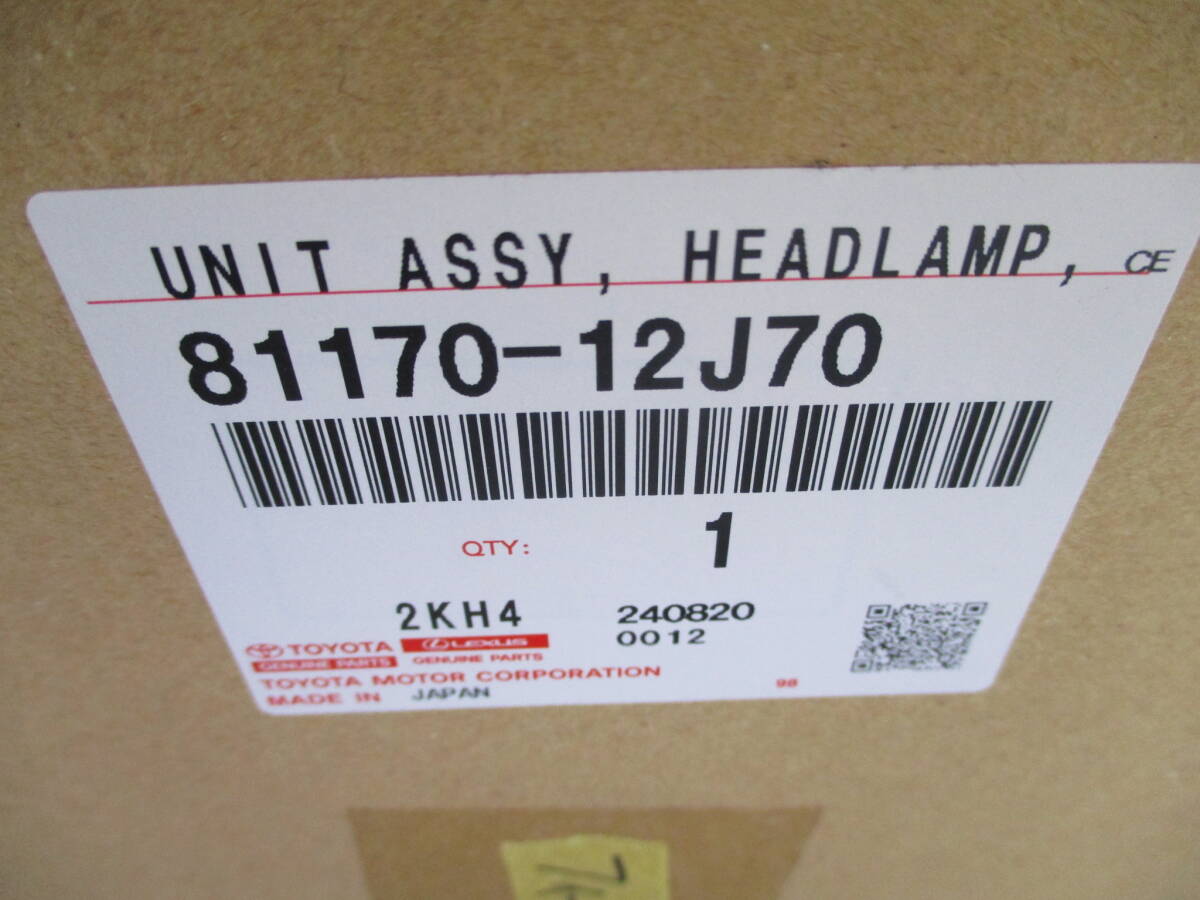 UNIT ASSY, HEADLAMP, CE
81170-12J70
QTY: 1
2KH4 240820
TOYOTA LEXUS 0012
GENUINE PARTS GENUINE PARTS
TOYOTA MOTOR CORPORATION 98
MADE IN JAPAN